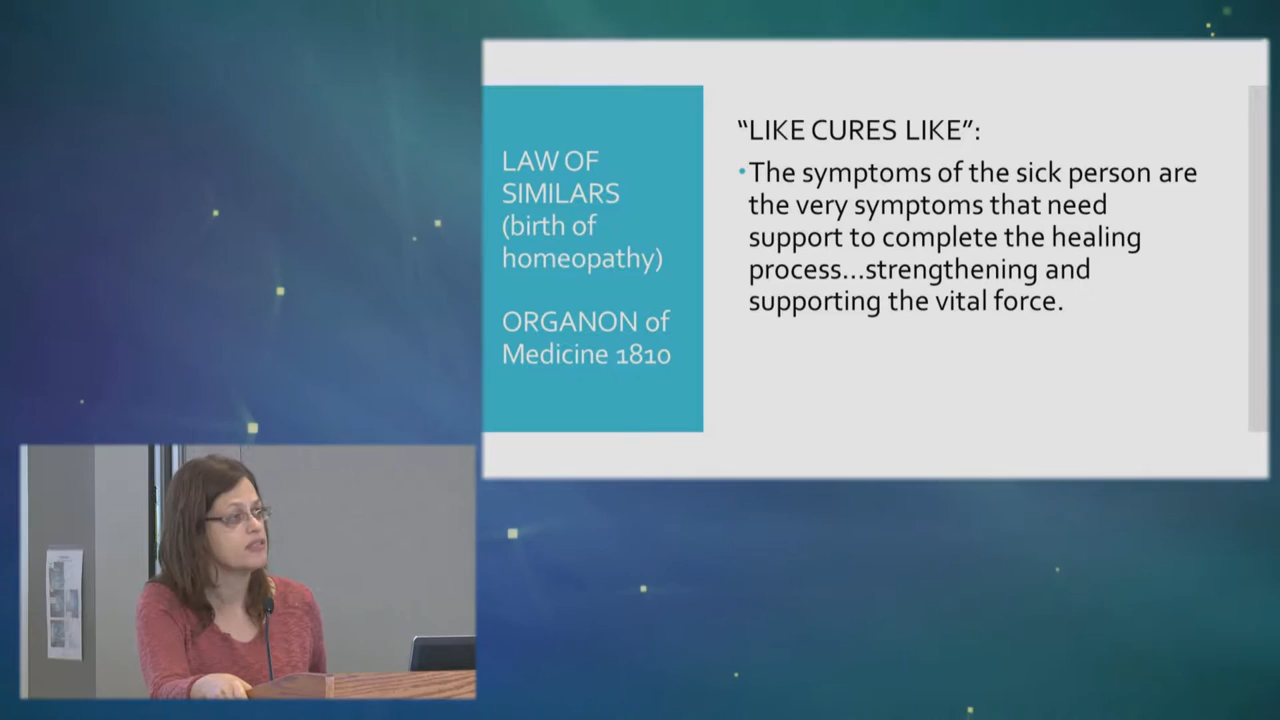 LAW OF
SIMILARS
(birth of
homeopathy)
ORGANON of
Medicine 1810
“LIKE CURES LIKE”:
•The symptoms of the sick person are
the very symptoms that need
support to complete the healing
process…strengthening and
supporting the vital force.